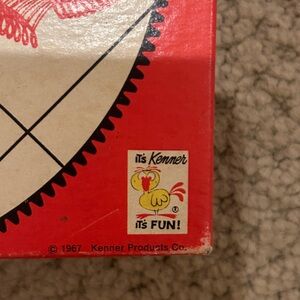 iT's Kenner
®
iT's FUN!
© 1967 Kenner Products Co.